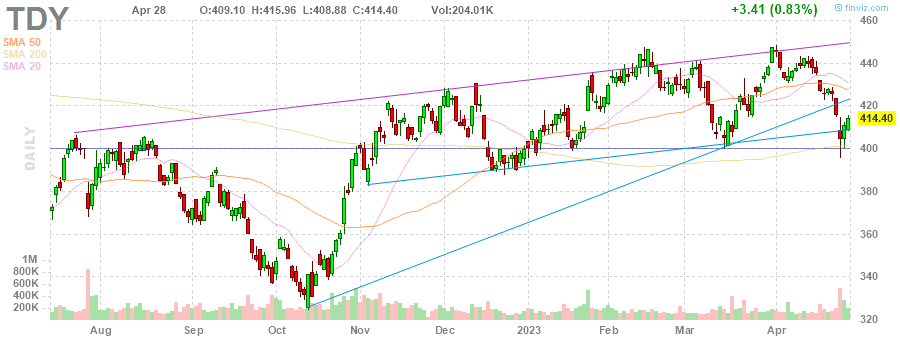 TDY Apr 28 O:409.10 H:415.96 L:408.88 C:414.40 Vol:204.01K +3.41 (0.83%) finviz.com
SMA 50
SMA 200
SMA 20
DAILY
460
440
420
414.40
400
380
360
340
320
1M
800K
600K
400K
200K
Aug Sep Oct Nov Dec 2023 Feb Mar Apr